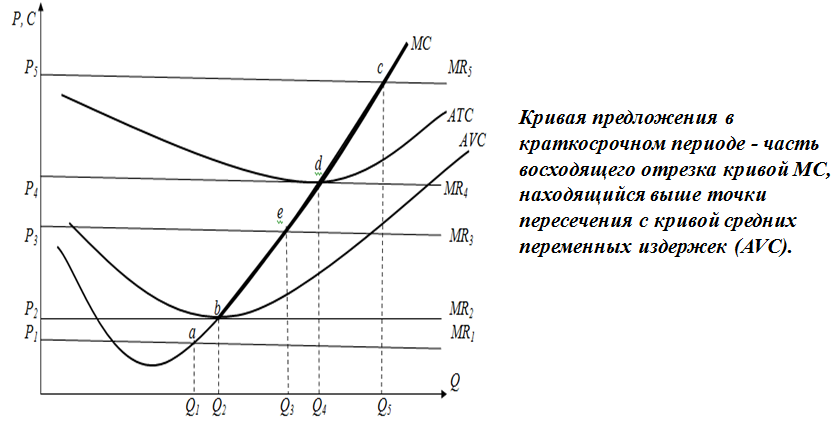 P, C
MC
P5
c
MR5
ATC
AVC
d
P4
MR4
e
P3
MR3
P2
b
MR2
P1
a
MR1
Q
Q1 Q2 Q3 Q4 Q5
Кривая предложения в
краткосрочном периоде - часть
восходящего отрезка кривой МС,
находящийся выше точки
пересечения с кривой средних
переменных издержек (AVC).